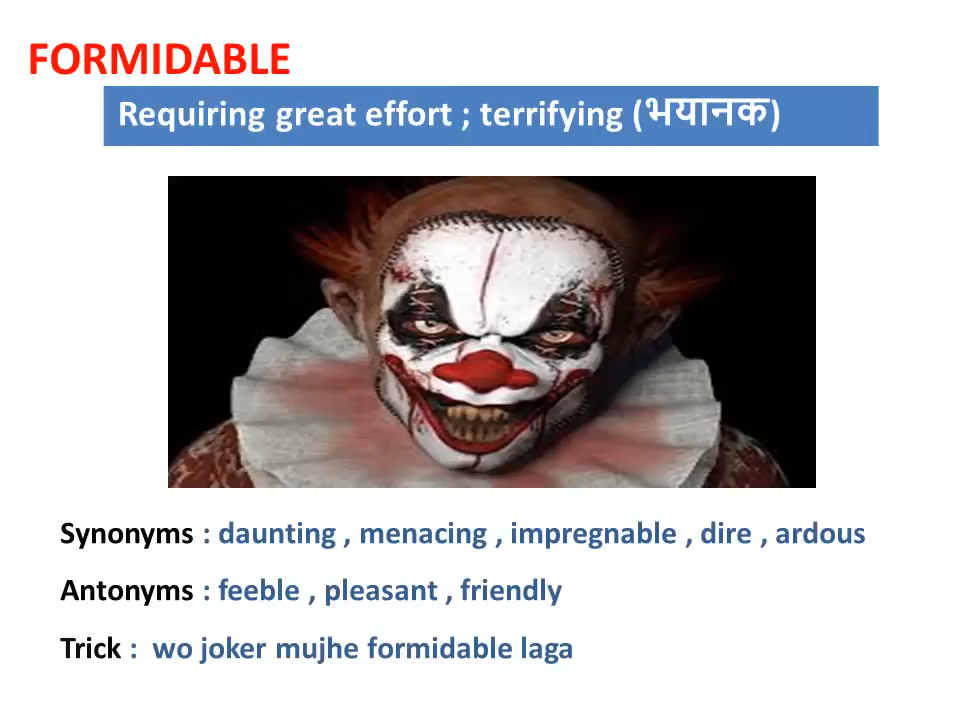 FORMIDABLE
Requiring great effort ; terrifying (भयानक)
Synonyms : daunting , menacing , impregnable , dire , ardous
Antonyms : feeble , pleasant , friendly
Trick :  wo joker mujhe formidable laga